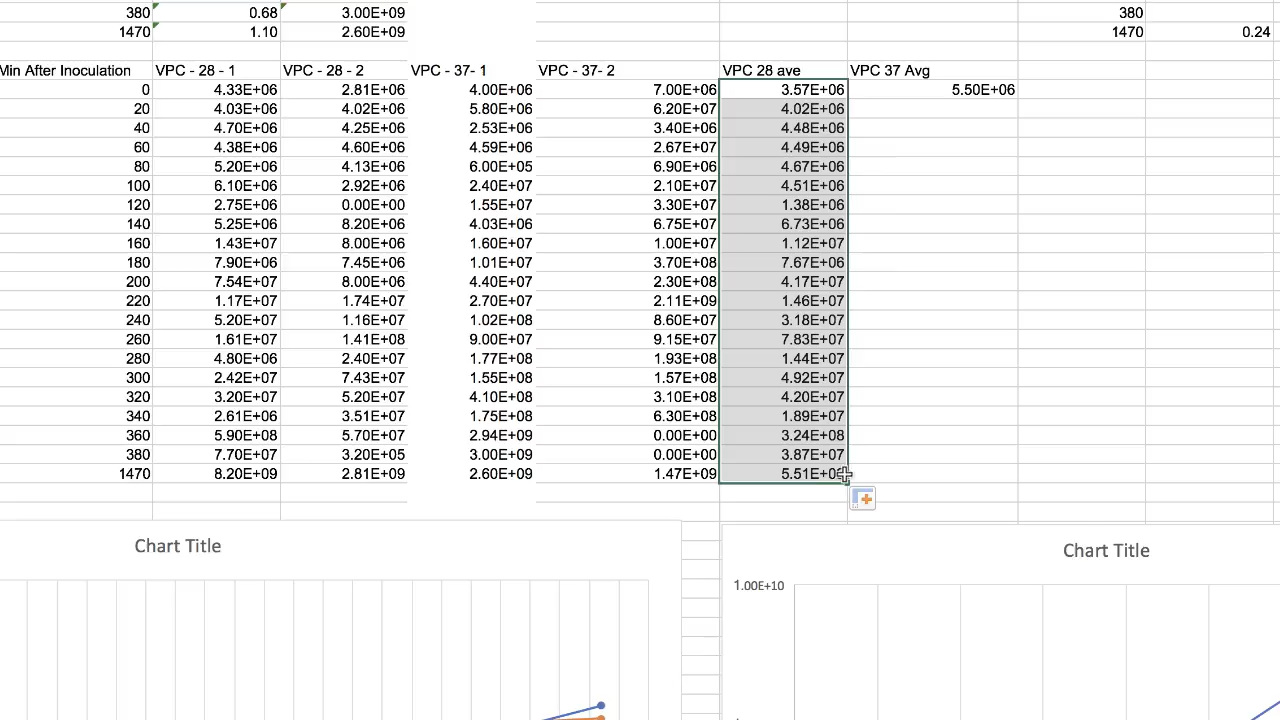 380 0.68 3.00E+09 380
1470 1.10 2.60E+09 1470 0.24
Min After Inoculation VPC - 28 - 1 VPC - 28 - 2 VPC - 37- 1 VPC - 37- 2 VPC 28 ave VPC 37 Avg
0 4.33E+06 2.81E+06 4.00E+06 7.00E+06 3.57E+06 5.50E+06
20 4.03E+06 4.02E+06 5.80E+06 6.20E+07 4.02E+06
40 4.70E+06 4.25E+06 2.53E+06 3.40E+06 4.48E+06
60 4.38E+06 4.60E+06 4.59E+06 2.67E+07 4.49E+06
80 5.20E+06 4.13E+06 6.00E+05 6.90E+06 4.67E+06
100 6.10E+06 2.92E+06 2.40E+07 2.10E+07 4.51E+06
120 2.75E+06 0.00E+00 1.55E+07 3.30E+07 1.38E+06
140 5.25E+06 8.20E+06 4.03E+06 6.75E+07 6.73E+06
160 1.43E+07 8.00E+06 1.60E+07 1.00E+07 1.12E+07
180 7.90E+06 7.45E+06 1.01E+07 3.70E+08 7.67E+06
200 7.54E+07 8.00E+06 4.40E+07 2.30E+08 4.17E+07
220 1.17E+07 1.74E+07 2.70E+07 2.11E+09 1.46E+07
240 5.20E+07 1.16E+07 1.02E+08 8.60E+07 3.18E+07
260 1.61E+07 1.41E+08 9.00E+07 9.15E+07 7.83E+07
280 4.80E+06 2.40E+07 1.77E+08 1.93E+08 1.44E+07
300 2.42E+07 7.43E+07 1.55E+08 1.57E+08 4.92E+07
320 3.20E+07 5.20E+07 4.10E+08 3.10E+08 4.20E+07
340 2.61E+06 3.51E+07 1.75E+08 6.30E+08 1.89E+07
360 5.90E+08 5.70E+07 2.94E+09 0.00E+00 3.24E+08
380 7.70E+07 3.20E+05 3.00E+09 0.00E+00 3.87E+07
1470 8.20E+09 2.81E+09 2.60E+09 1.47E+09
Chart Title
Chart Title
1.00E+10